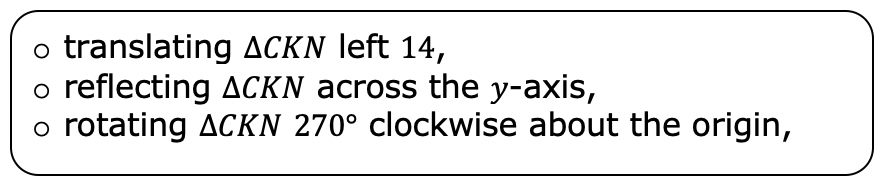 ○ translating Δ𝐶𝐾𝑁 left 14,
○ reflecting Δ𝐶𝐾𝑁 across the 𝑦-axis,
○ rotating Δ𝐶𝐾𝑁 270° clockwise about the origin,